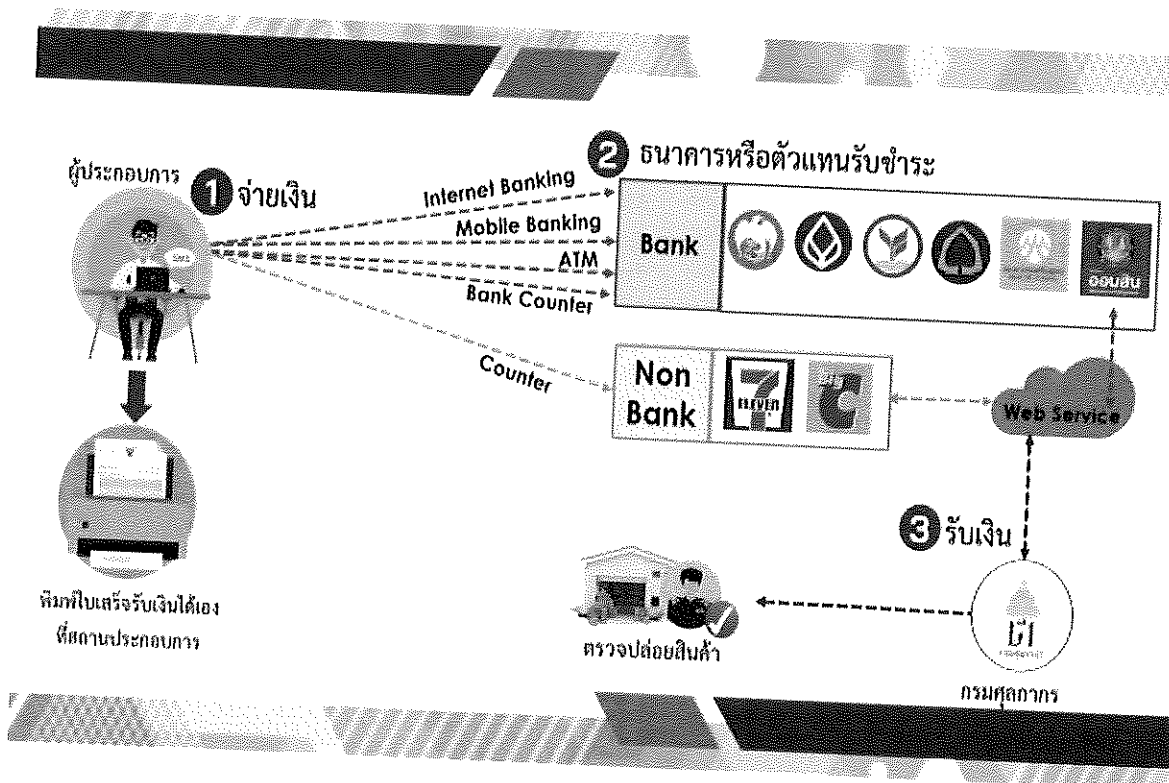 ผู้ประกอบการ
1 จ่ายเงิน
Internet Banking
Mobile Banking
ATM
Bank Counter
Counter
2 ธนาคารหรือตัวแทนรับชำระ
Bank
ออมสิน
Non
Bank
7
ELEVEN
C
Web Service
3 รับเงิน
พิมพ์ใบเสร็จรับเงินได้เอง
ที่สถานประกอบการ
ตรวจปล่อยสินค้า
กรมศุลกากร